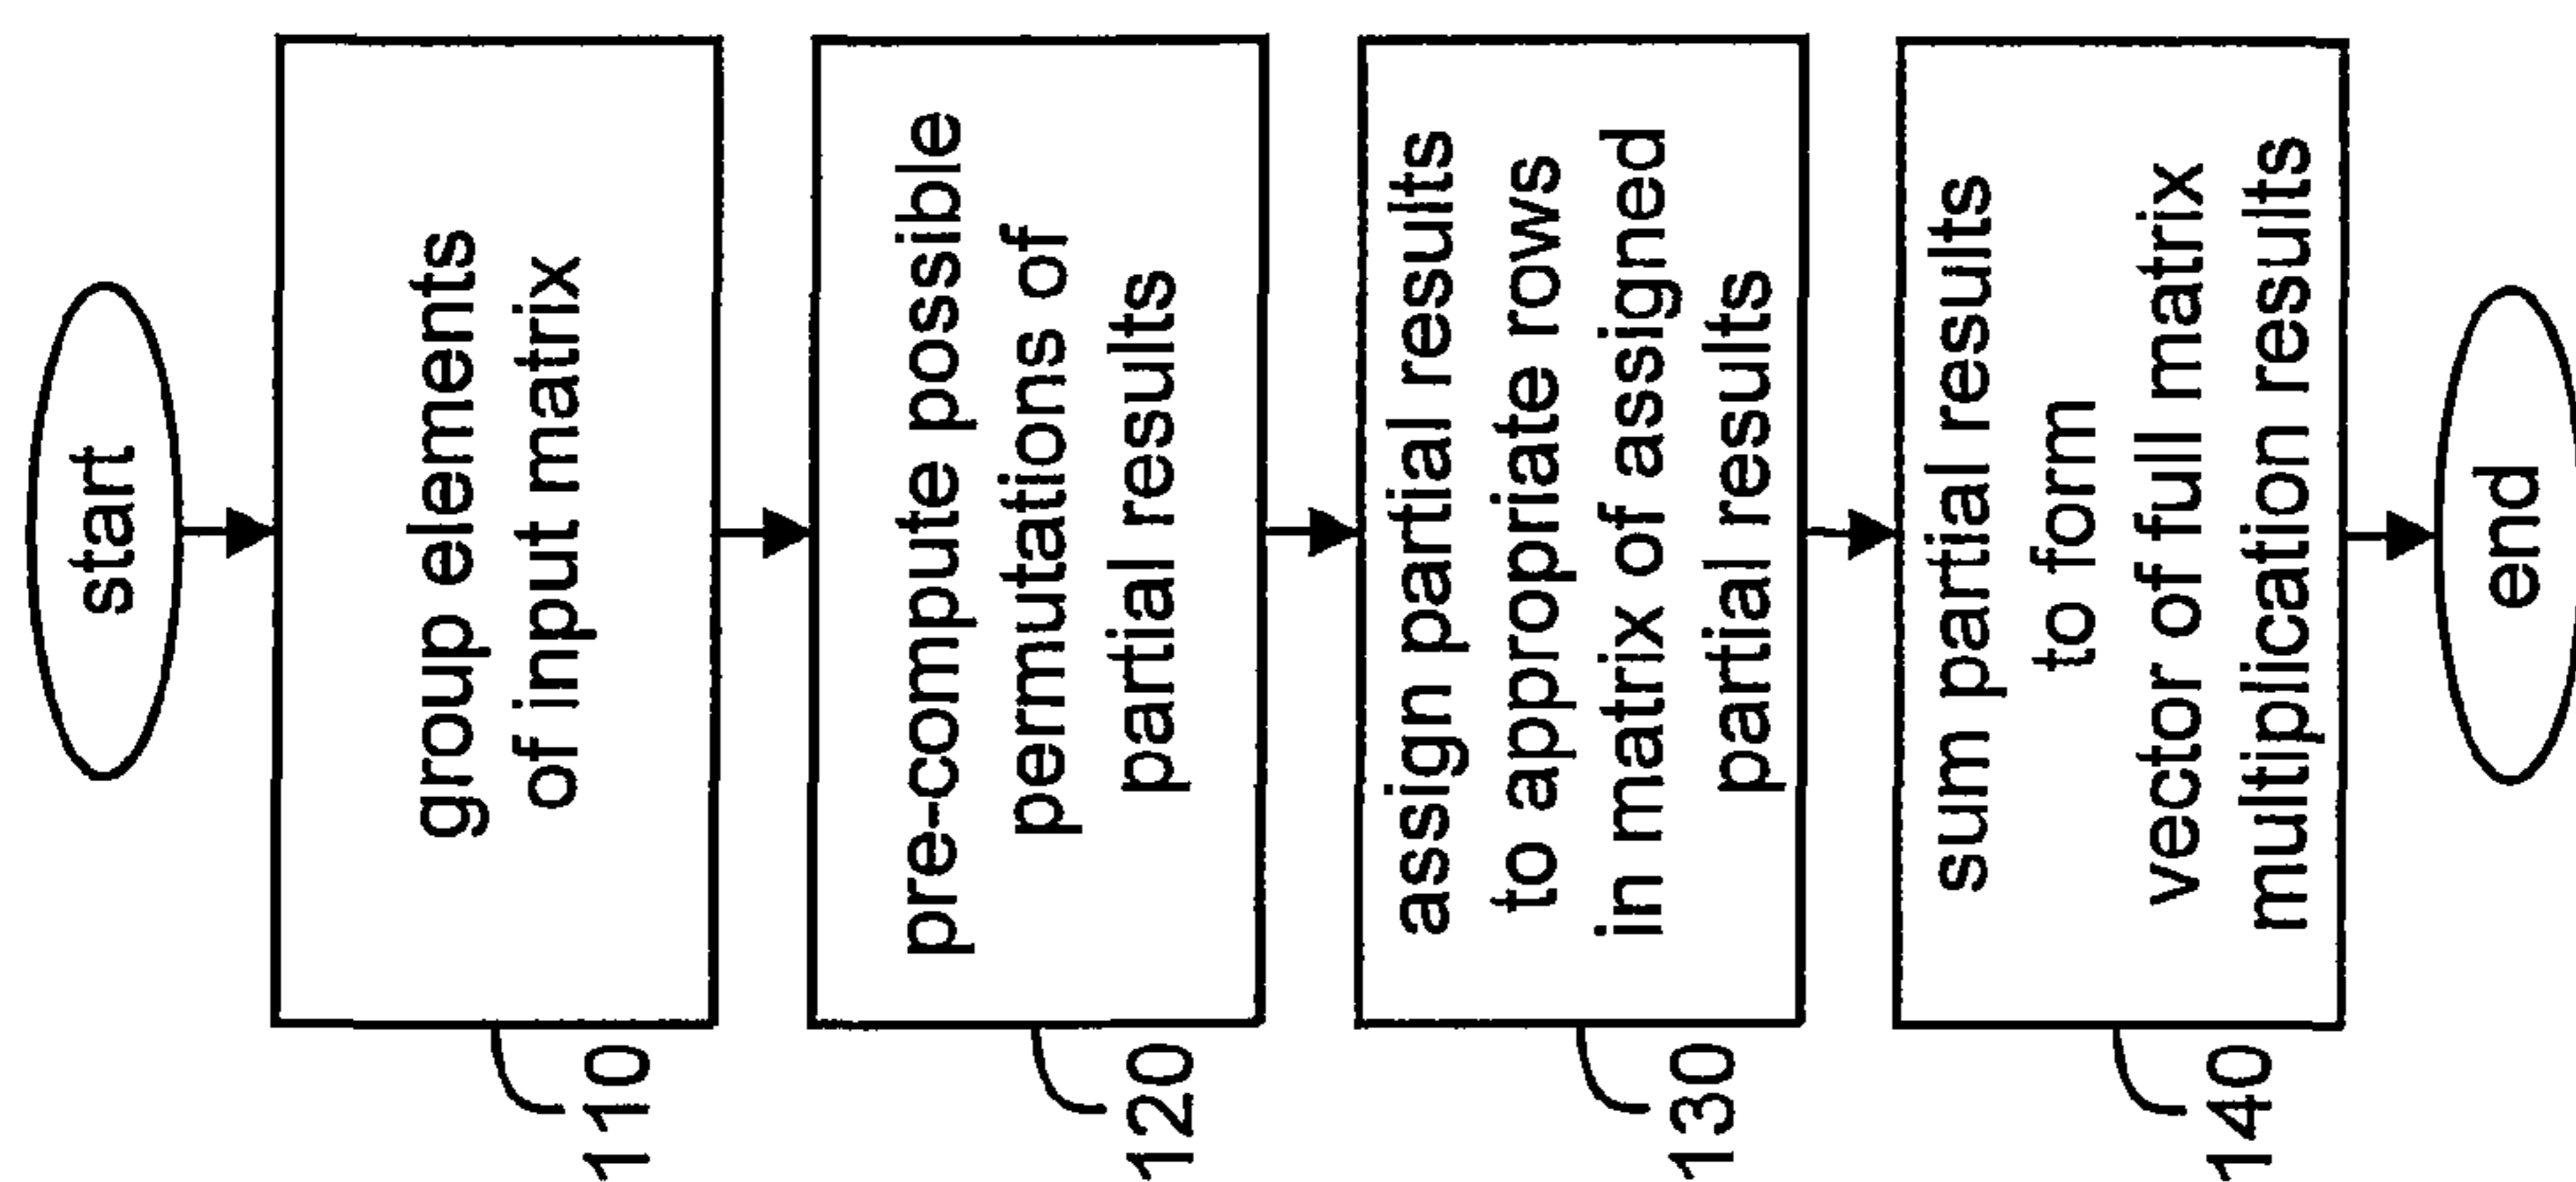 start
group elements
of input matrix
110
pre-compute possible
permutations of
partial results
120
assign partial results
to appropriate rows
in matrix of assigned
partial results
130
sum partial results
to form
vector of full matrix
multiplication results
140
end